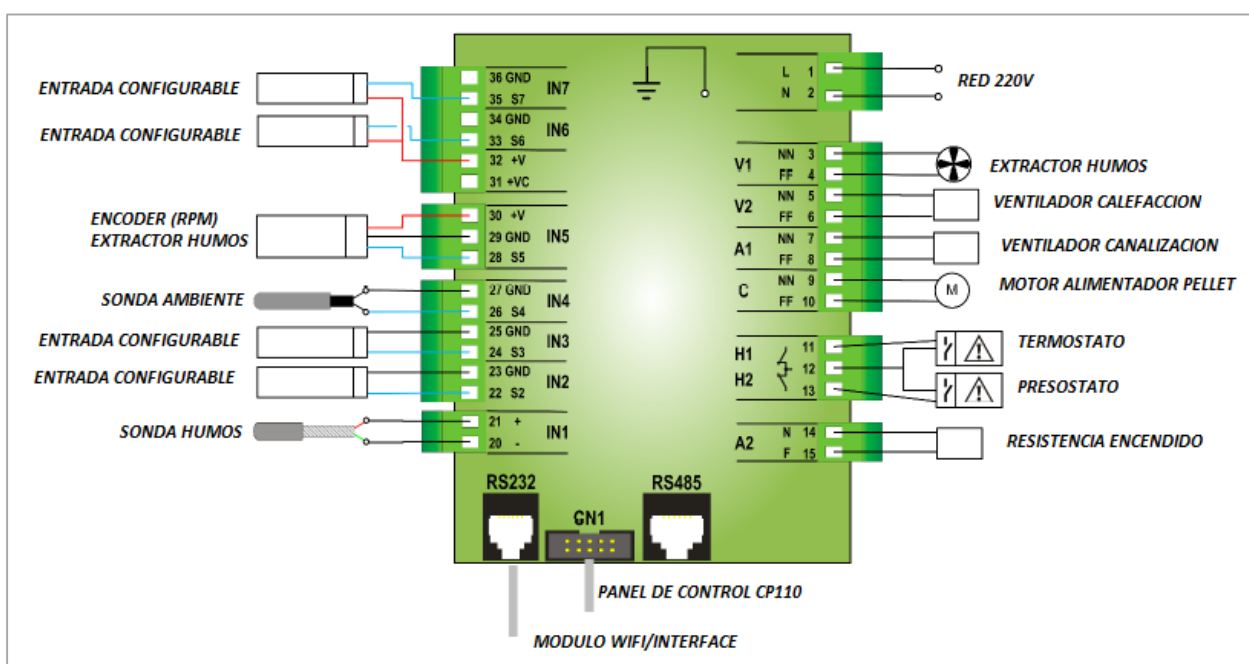 ENTRADA CONFIGURABLE
ENTRADA CONFIGURABLE
ENCODER (RPM)
EXTRACTOR HUMOS
SONDA AMBIENTE
ENTRADA CONFIGURABLE
ENTRADA CONFIGURABLE
SONDA HUMOS
36 GND
35 S7
IN7
34 GND
33 S6
IN6
32 +V
31 +VC
30 +V
29 GND
28 S5
IN5
27 GND
26 S4
IN4
25 GND
24 S3
IN3
23 GND
22 S2
IN2
21 +
20 -
IN1
L 1
N 2
RED 220V
V1
NN 3
FF 4
EXTRACTOR HUMOS
V2
NN 5
FF 6
VENTILADOR CALEFACCION
A1
NN 7
FF 8
VENTILADOR CANALIZACION
C
NN 9
FF 10
M
MOTOR ALIMENTADOR PELLET
H1
H2
11
12
13
TERMOSTATO
PRESOSTATO
A2
N 14
F 15
RESISTENCIA ENCENDIDO
RS232
CN1
RS485
PANEL DE CONTROL CP110
MODULO WIFI/INTERFACE